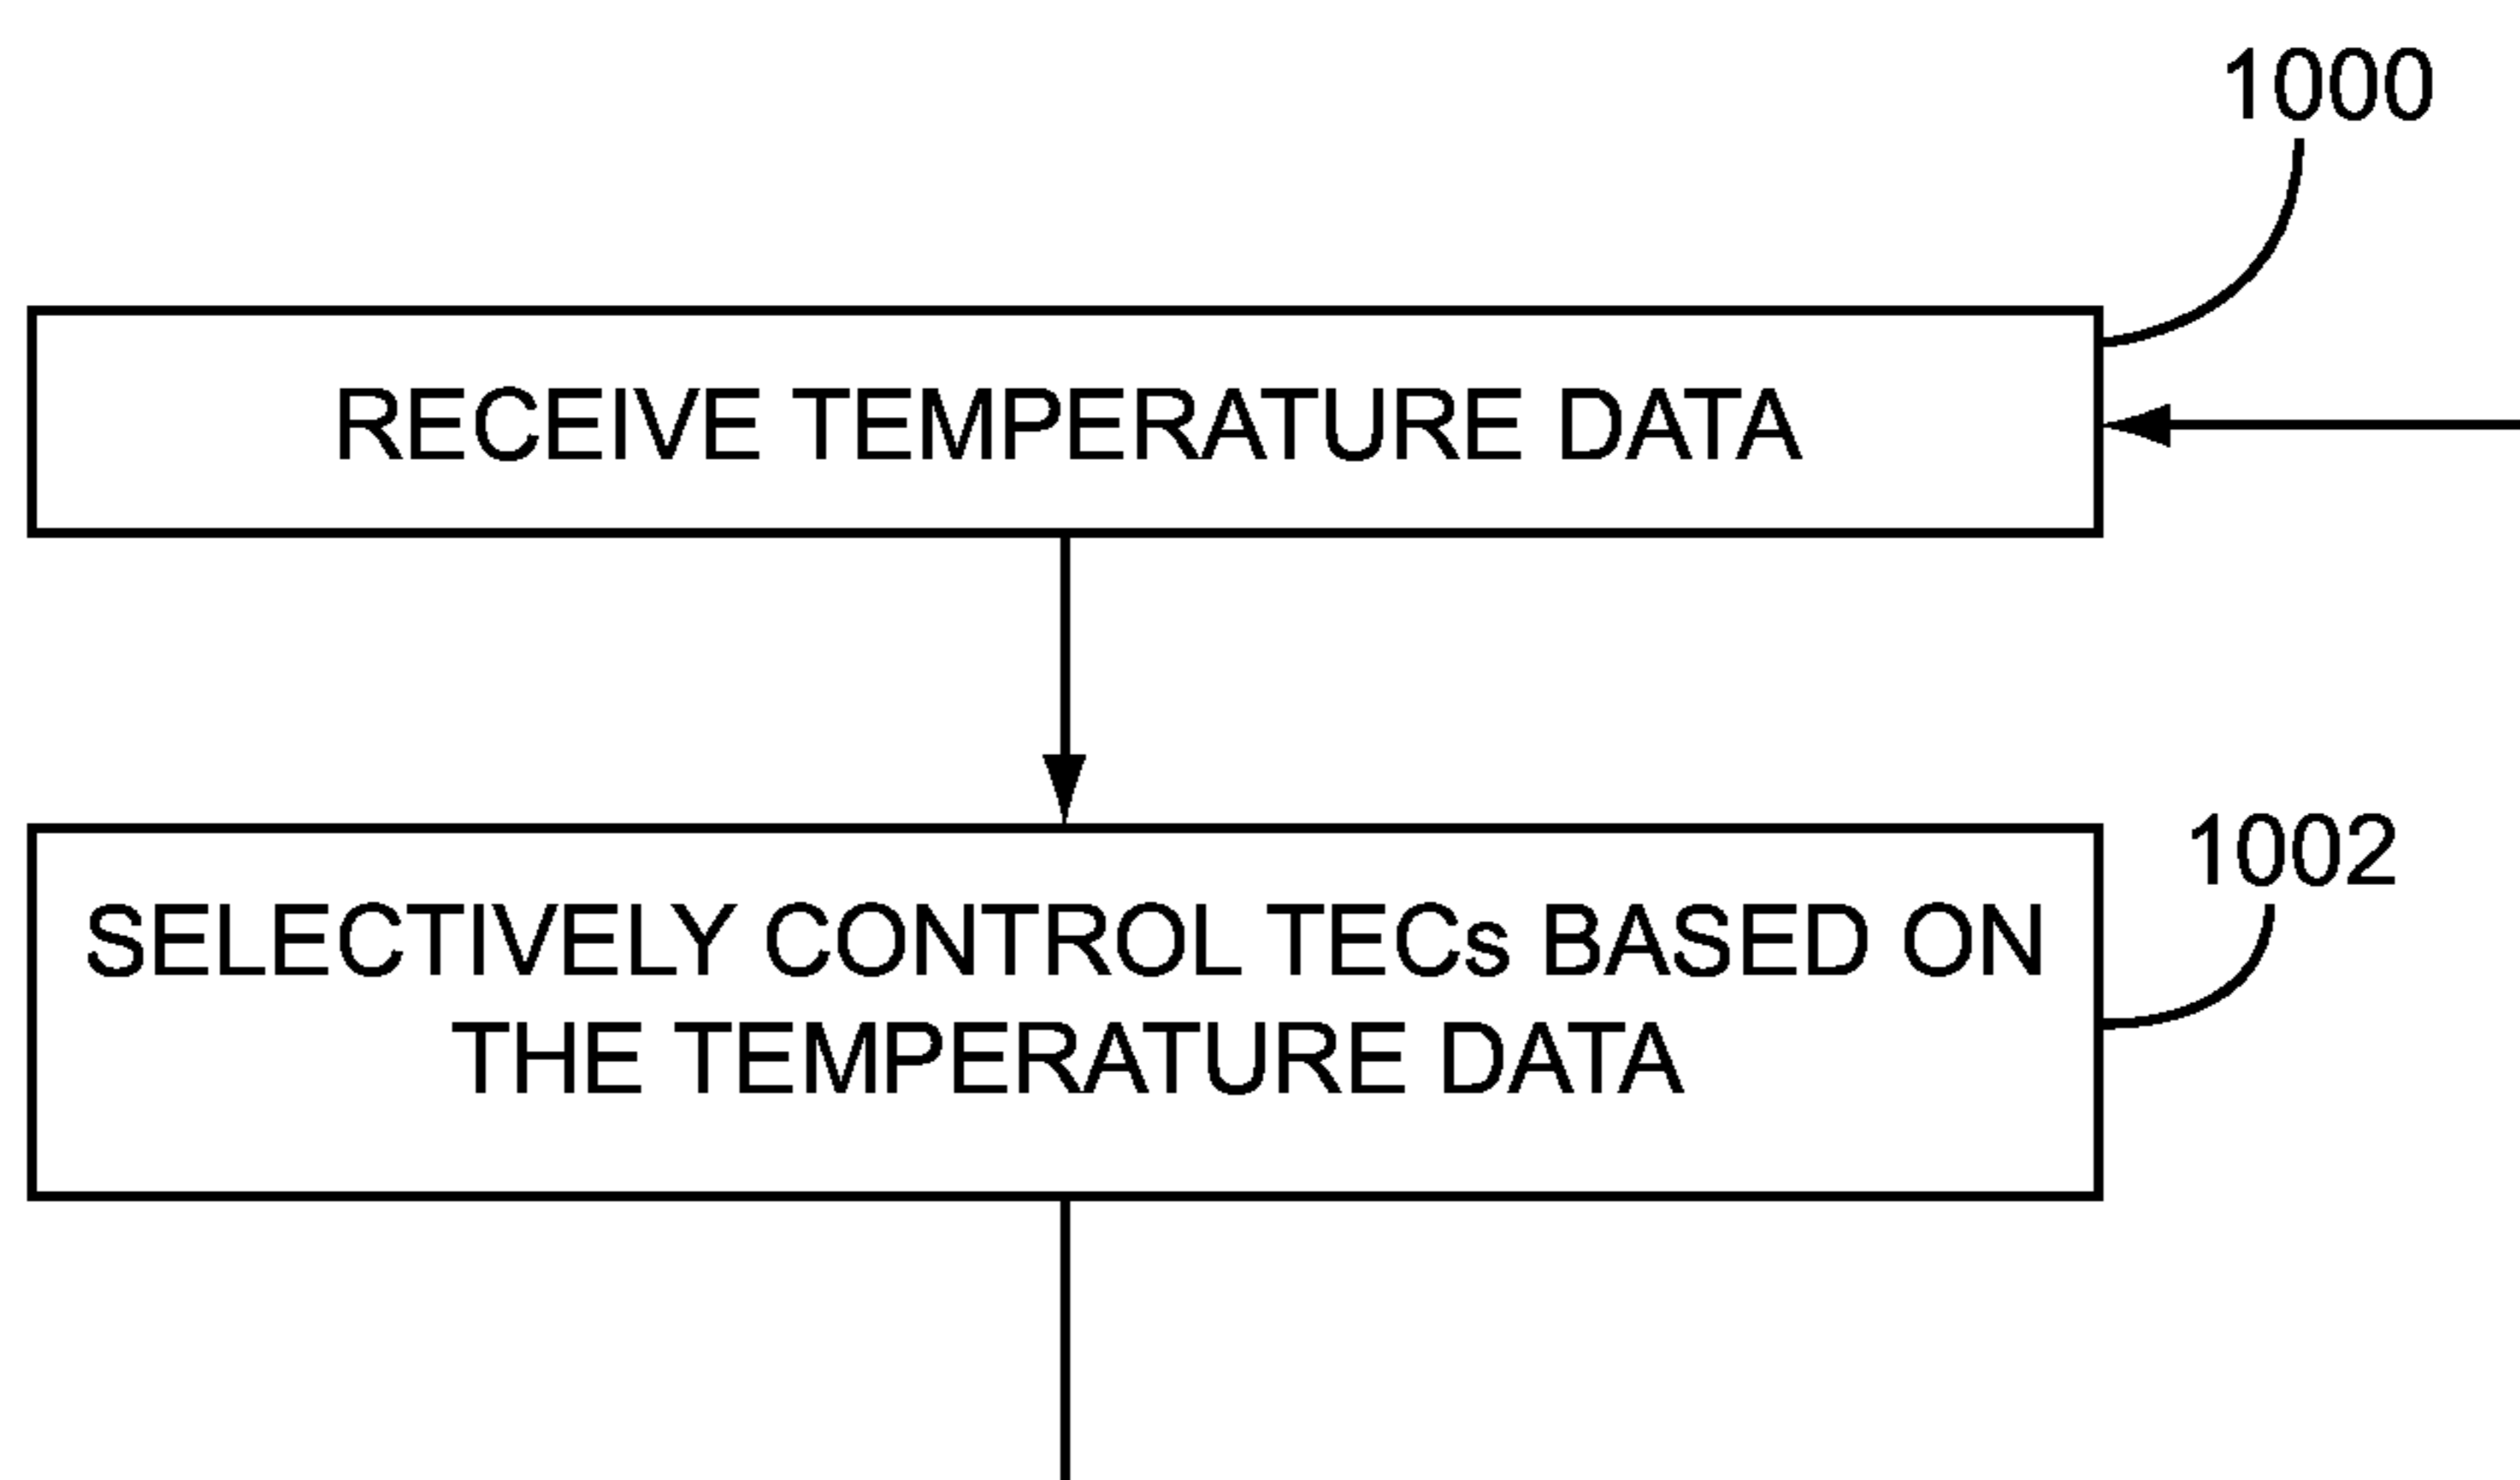 1000
RECEIVE TEMPERATURE DATA
1002
SELECTIVELY CONTROL TECs BASED ON
THE TEMPERATURE DATA